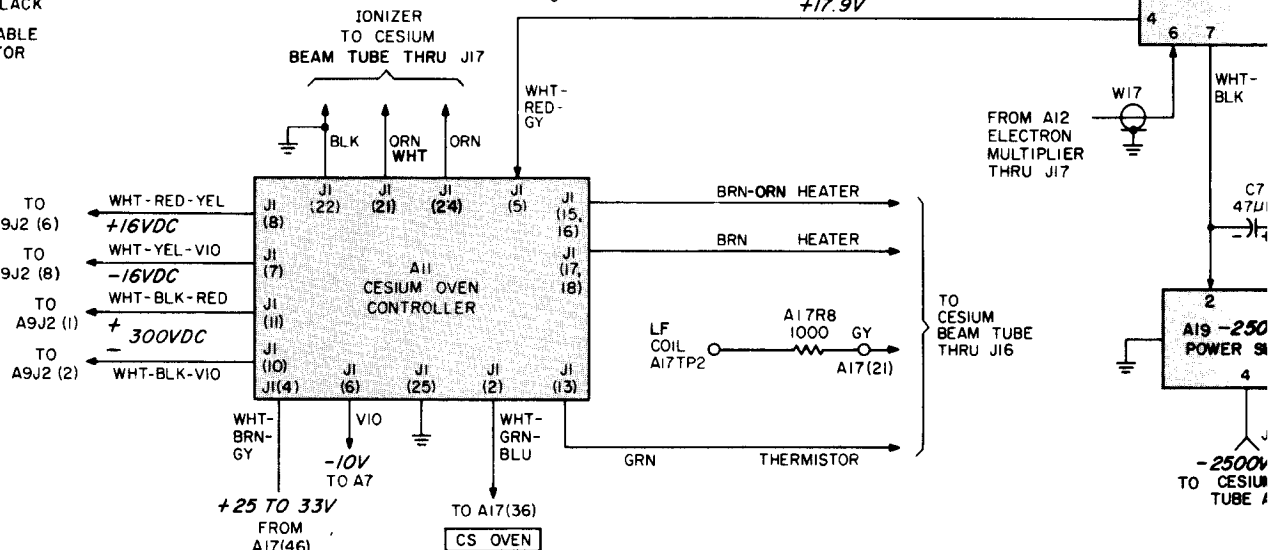 ABLE
TOR
IONIZER
TO CESIUM
BEAM TUBE THRU J17
+17.9V
4
6 7
WHT-
RED-
GY
WHT-
BLK
W17
FROM A12
ELECTRON
MULTIPLIER
THRU J17
BLK
ORN
WHT
ORN
J1
(22)
J1
(21)
J1
(24)
J1
(5)
J1
(8)
J1
(7)
J1
(11)
J1
(10)
J1(4)
J1
(6)
J1
(25)
J1
(2)
J1
(13)
J1
(15,
16)
J1
(17,
18)
A11
CESIUM OVEN
CONTROLLER
TO
9J2 (6)
WHT-RED-YEL
+16VDC
TO
9J2 (8)
WHT-YEL-VIO
-16VDC
TO
A9J2 (1)
WHT-BLK-RED
+
300VDC
-
TO
A9J2 (2)
WHT-BLK-VIO
BRN-ORN HEATER
BRN HEATER
LF
COIL
A17TP2
A17R8
1000
GY
A17(21)
TO
CESIUM
BEAM TUBE
THRU J16
GRN THERMISTOR
WHT-
BRN-
GY
+25 TO 33V
FROM
A17(46)
VIO
-10V
TO A7
WHT-
GRN-
BLU
TO A17(36)
CS OVEN
C7
47
- +
2
A19 -250
POWER
4
-2500V
TO CESIU
TUBE